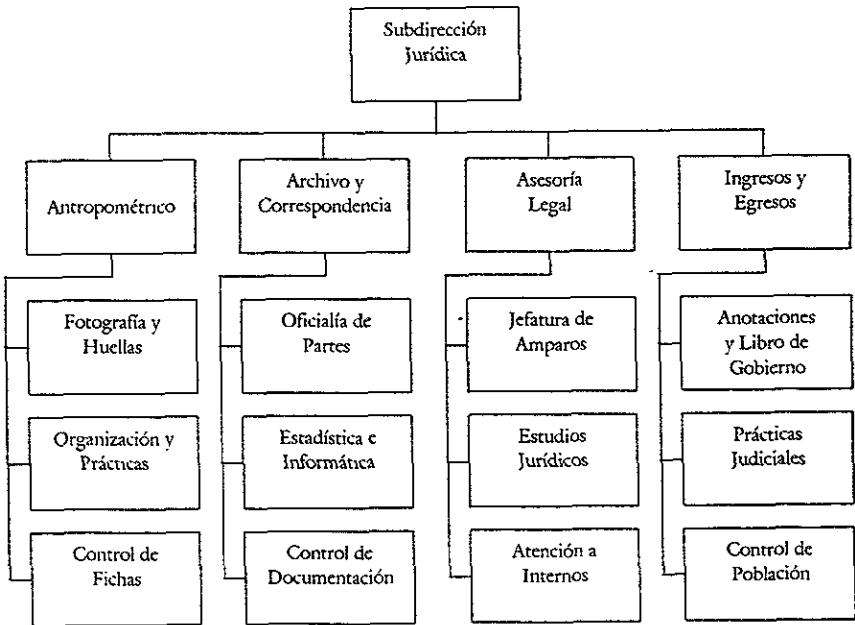 Subdirección
Jurídica
Antropométrico
Archivo y
Correspondencia
Asesoría
Legal
Ingresos y
Egresos
Fotografía y
Huellas
Oficialía de
Partes
Jefatura de
Amparos
Anotaciones
y Libro de
Gobierno
Organización y
Prácticas
Estadística e
Informática
Estudios
Jurídicos
Prácticas
Judiciales
Control de
Fichas
Control de
Documentación
Atención a
Internos
Control de
Población